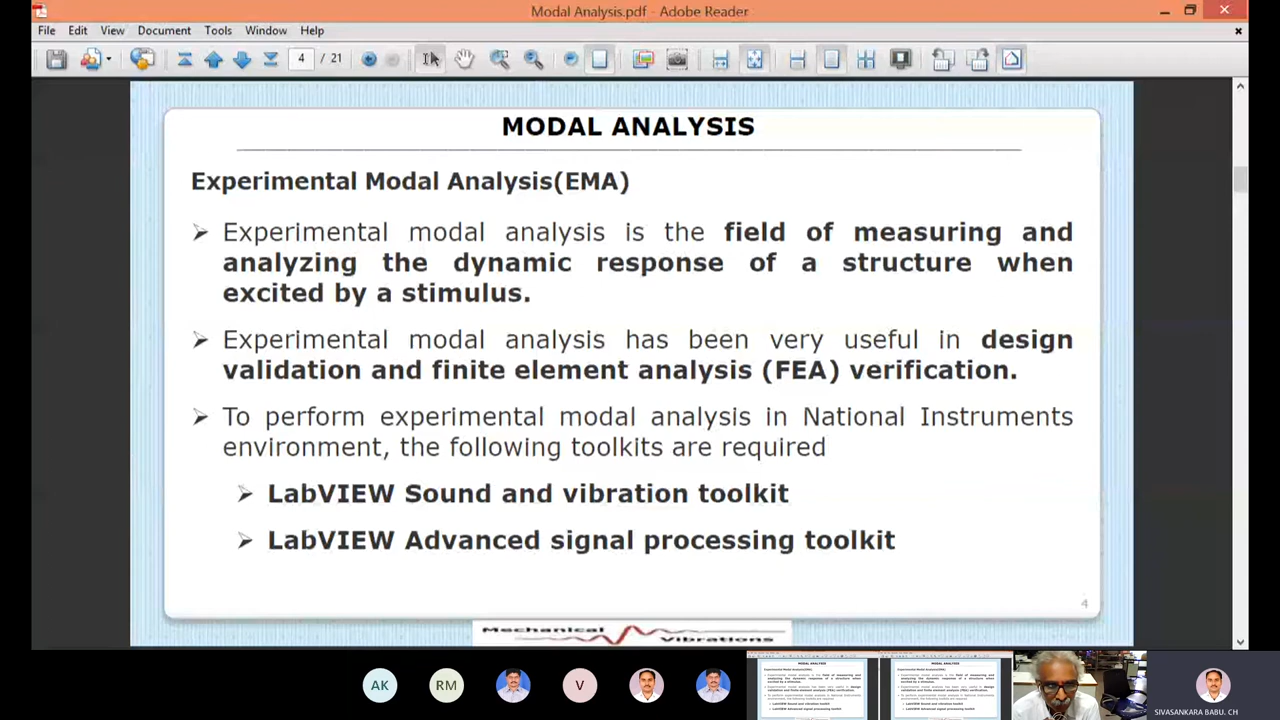 Modal Analysis.pdf - Adobe Reader
File Edit View Document Tools Window Help
4 / 21
MODAL ANALYSIS
Experimental Modal Analysis(EMA)
Experimental modal analysis is the field of measuring and
analyzing the dynamic response of a structure when
excited by a stimulus.
Experimental modal analysis has been very useful in design
validation and finite element analysis (FEA) verification.
To perform experimental modal analysis in National Instruments
environment, the following toolkits are required
LabVIEW Sound and vibration toolkit
LabVIEW Advanced signal processing toolkit
4
Mechanical Vibrations
AK RM V
SIVASANKARA BABU. CH